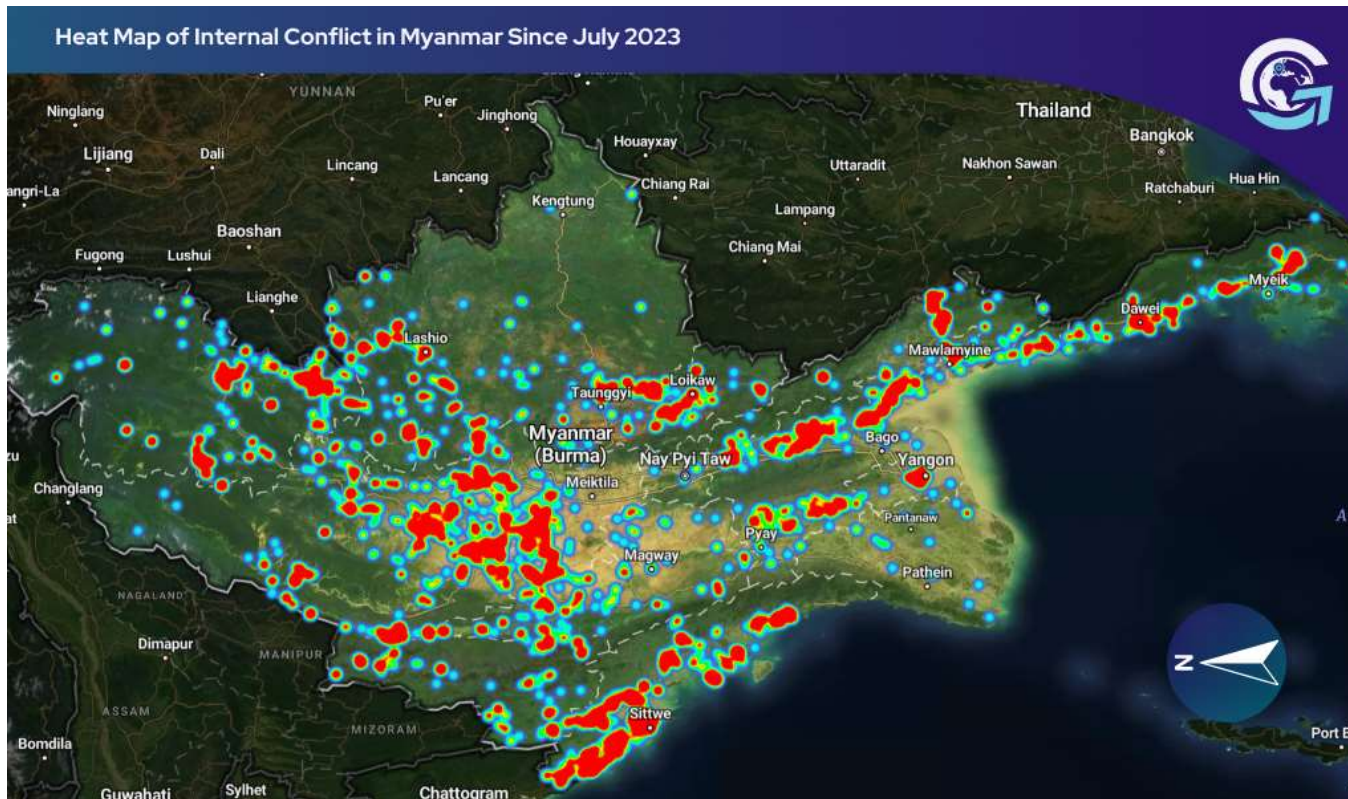 Heat Map of Internal Conflict in Myanmar Since July 2023
YUNNAN
Pu'er
Ninglang
Jinghong
Thailand
Houayxay
Bangkok
Lijiang
Dali
Lincang
Lancang
Uttaradit
Nakhon Sawan
angri-La
Kengtung
Chiang Rai
Ratchaburi
Hua Hin
Lampang
Baoshan
Chiang Mai
Fugong
Lushui
Lianghe
Myeik
Lashio
Dawei
Mawlamyine
Taunggyi
Loikaw
Myanmar
(Burma)
Bago
Nay Pyi Taw
Yangon
Meiktila
Changlang
Pantanaw
A
Pyay
Magway
Pathein
NAGALAND
Dimapur
MANIPUR
N
ASSAM
Sittwe
MIZORAM
Bomdila
Port B
Guwahati
Sylhet
Chattogram